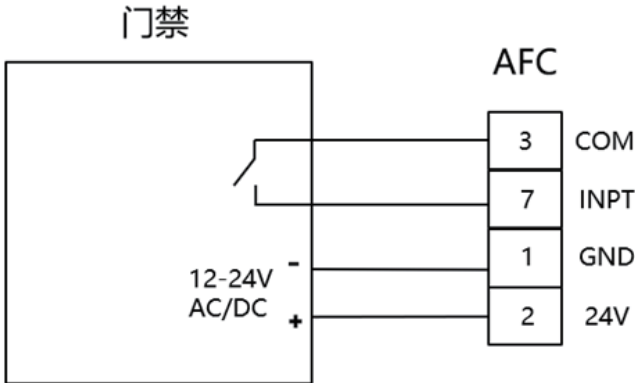 门禁
AFC
3 COM
7 INPT
1 GND
2 24V
-
12-24V
AC/DC
+